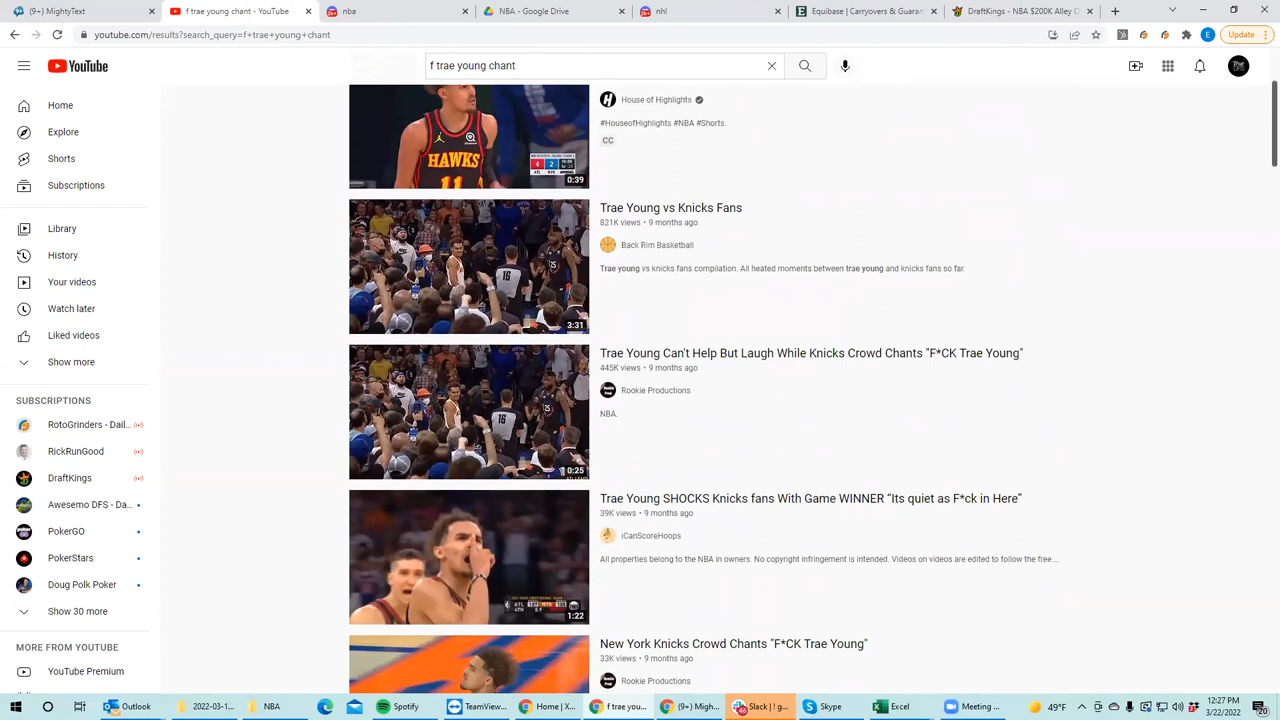 (9+) MightyText
f trae young chant - YouTube
nba
NBA - Google Drive
nhl
Equibase | Carryovers & Guaran
DraftKings - NBA $200K Alley O
youtube.com/results?search_query=f+trae+young+chant
E
Update
YouTube
f trae young chant
Home
Explore
Shorts
Subscriptions
Library
History
Your videos
Watch later
Liked videos
Show more
SUBSCRIPTIONS
RotoGrinders - Dail...
RickRunGood
DraftKings
Awesemo DFS - Da...
PokerGO
PokerStars
Doug Polk Poker
Show 30 more
MORE FROM YOUTUBE
YouTube Premium
HAWKS
11
0:39
House of Highlights
#HouseofHighlights #NBA #Shorts.
CC
16
25
3:31
Trae Young vs Knicks Fans
821K views • 9 months ago
Back Rim Basketball
Trae young vs knicks fans compilation. All heated moments between trae young and knicks fans so far.
16
25
0:25
Trae Young Can't Help But Laugh While Knicks Crowd Chants "F*CK Trae Young"
445K views • 9 months ago
Rookie Productions
NBA.
1:22
Trae Young SHOCKS Knicks fans With Game WINNER “Its quiet as F*ck in Here”
39K views • 9 months ago
iCanScoreHoops
All properties belong to the NBA in owners. No copyright infringement is intended. Videos on videos are edited to follow the free ...
New York Knicks Crowd Chants "F*CK Trae Young"
33K views • 9 months ago
Rookie Productions
Outlook
2022-03-1...
NBA
Spotify
TeamView...
Home | X...
f trae you...
(9+) Migh...
Slack | ! g...
Skype
Excel
Meeting ...
49°F
12:27 PM
3/22/2022
20